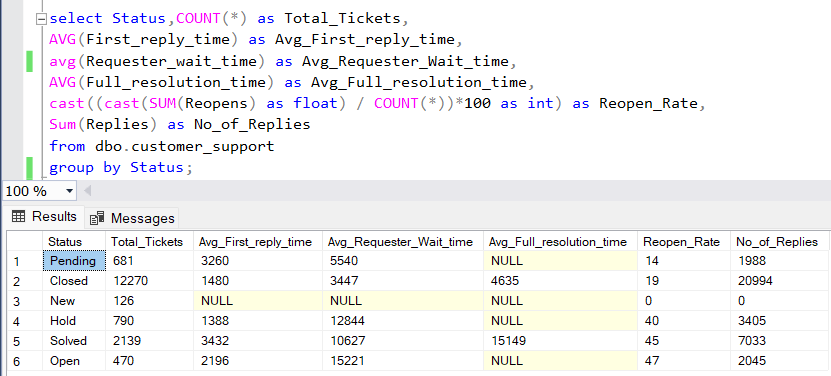 select Status,COUNT(*) as Total_Tickets,
AVG(First_reply_time) as Avg_First_reply_time,
avg(Requester_wait_time) as Avg_Requester_Wait_time,
AVG(Full_resolution_time) as Avg_Full_resolution_time,
cast((cast(SUM(Reopens) as float) / COUNT(*))*100 as int) as Reopen_Rate,
Sum(Replies) as No_of_Replies
from dbo.customer_support
group by Status;
100 %
Results Messages
Status Total_Tickets Avg_First_reply_time Avg_Requester_Wait_time Avg_Full_resolution_time Reopen_Rate No_of_Replies
1 Pending 681 3260 5540 NULL 14 1988
2 Closed 12270 1480 3447 4635 19 20994
3 New 126 NULL NULL NULL 0 0
4 Hold 790 1388 12844 NULL 40 3405
5 Solved 2139 3432 10627 15149 45 7033
6 Open 470 2196 15221 NULL 47 2045